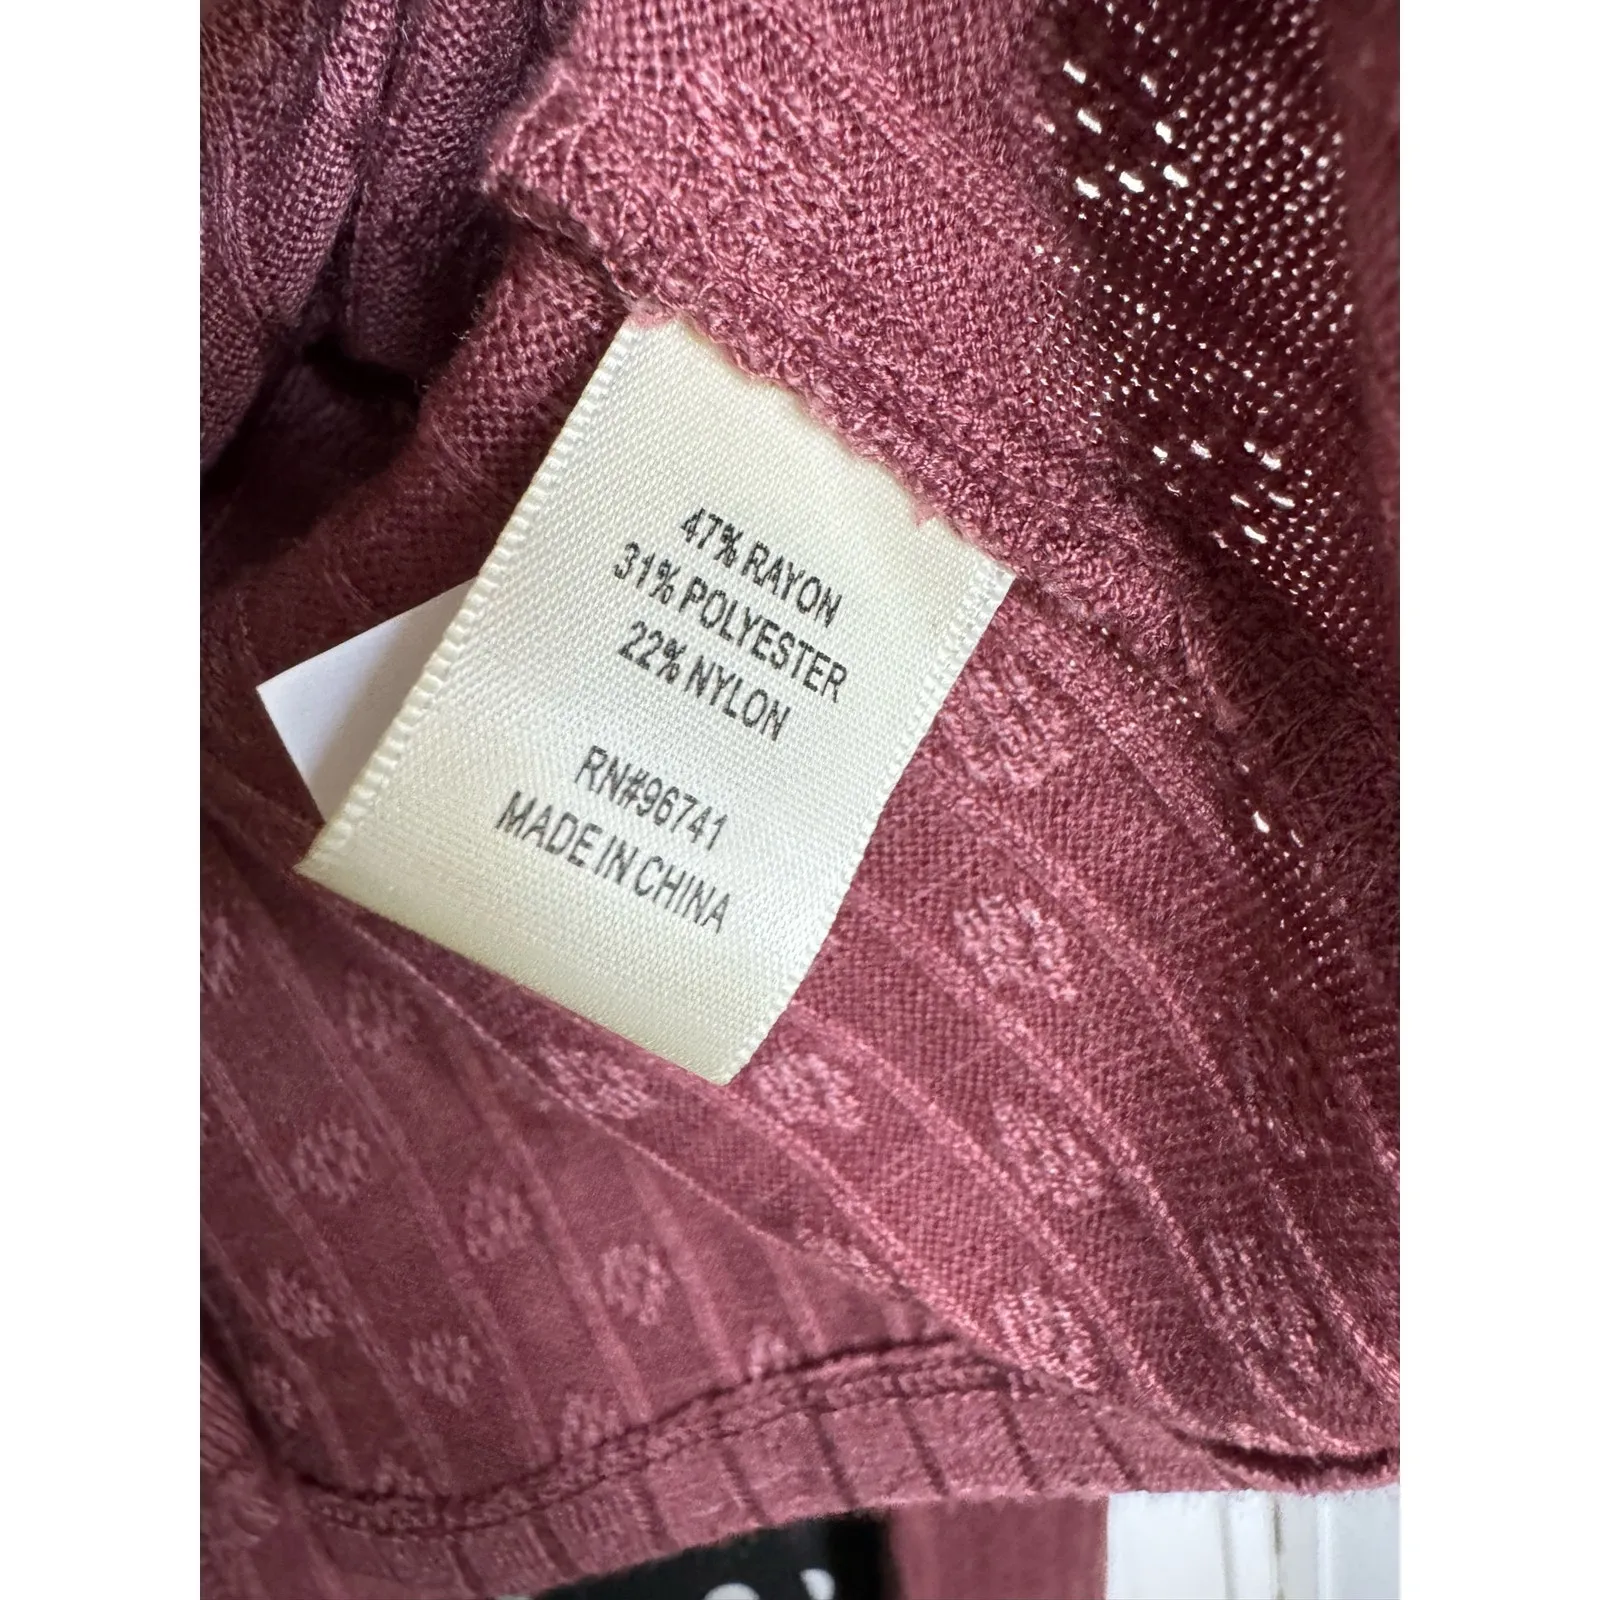 47% RAYON
31% POLYESTER
22% NYLON
RN#96741
MADE IN CHINA